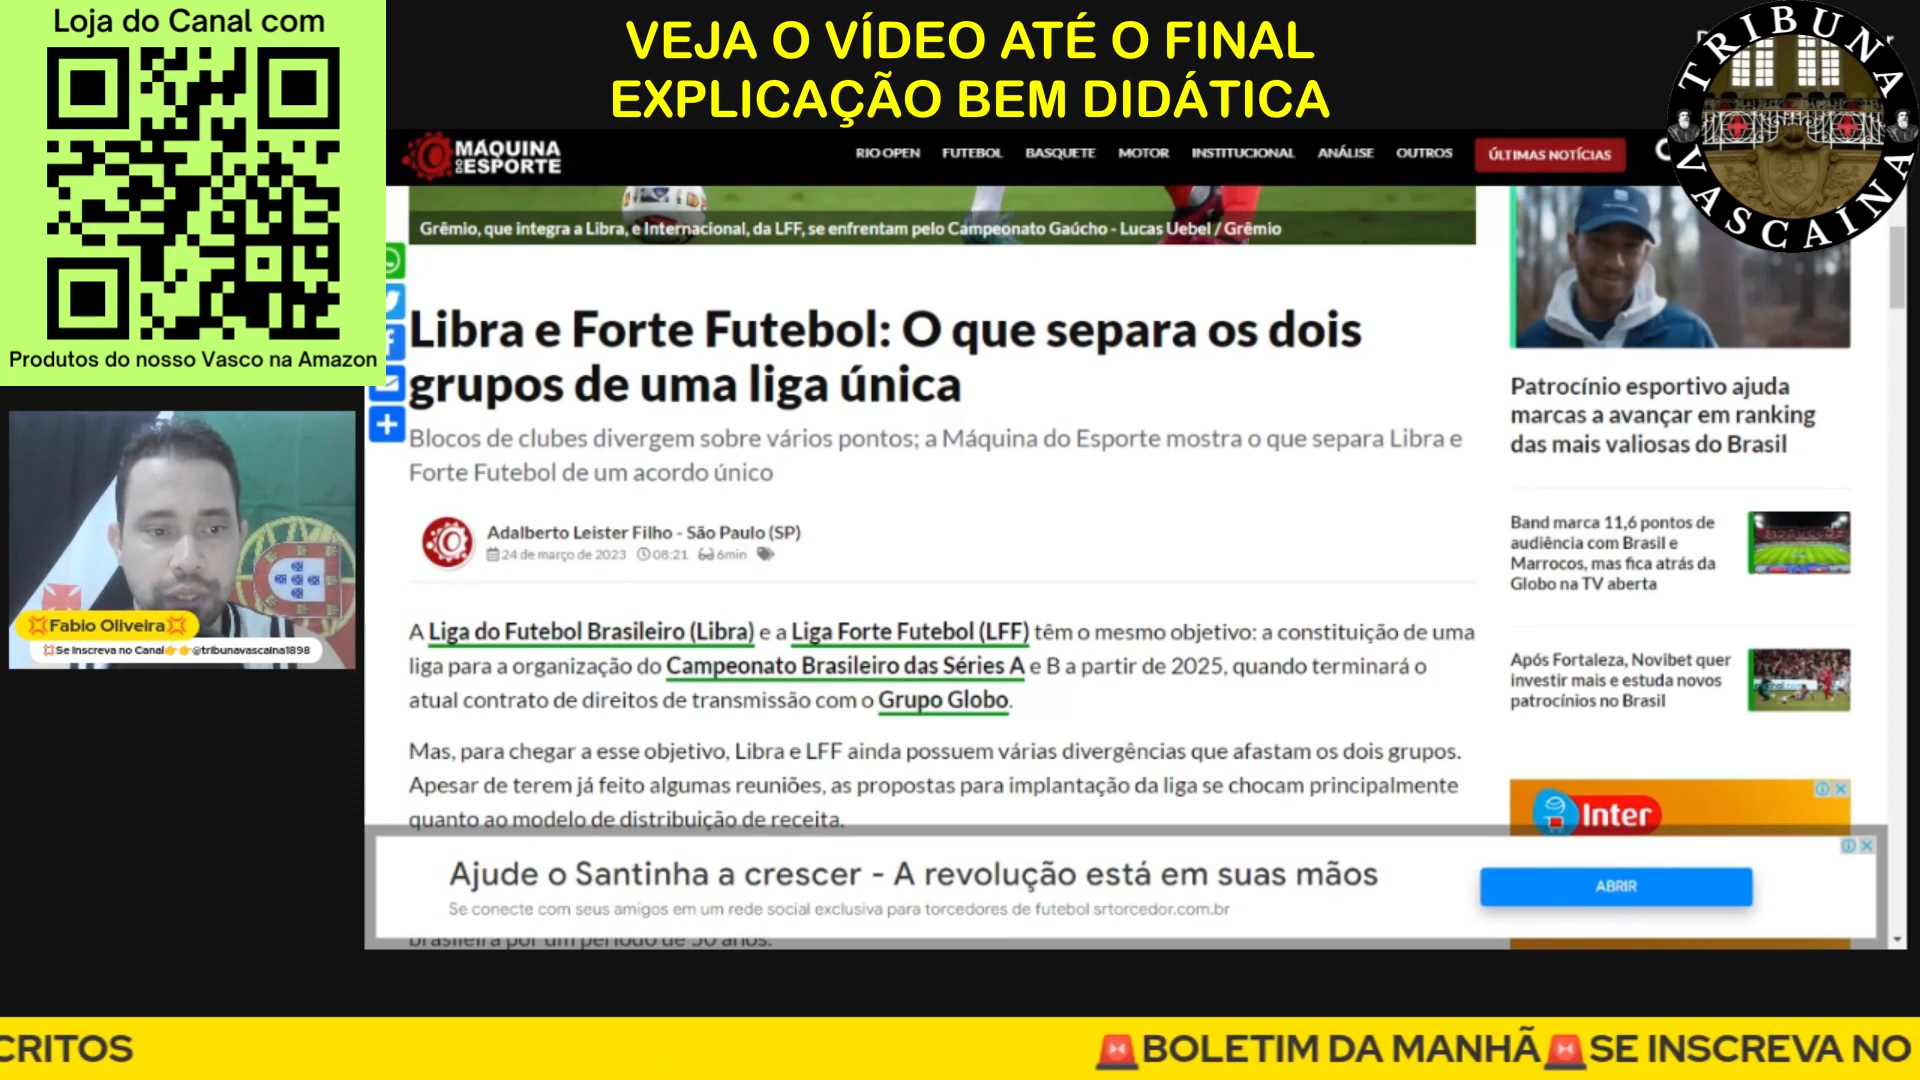 Loja do Canal com
Produtos do nosso Vasco na Amazon
VEJA O VÍDEO ATÉ O FINAL
EXPLICAÇÃO BEM DIDÁTICA
TRIBUNA
VASCAÍNA
MÁQUINA
DO ESPORTE
RIO OPEN FUTEBOL BASQUETE MOTOR INSTITUCIONAL ANÁLISE OUTROS ÚLTIMAS NOTÍCIAS
Grêmio, que integra a Libra, e Internacional, da LFF, se enfrentam pelo Campeonato Gaúcho - Lucas Uebel / Grêmio
Libra e Forte Futebol: O que separa os dois
grupos de uma liga única
Blocos de clubes divergem sobre vários pontos; a Máquina do Esporte mostra o que separa Libra e
Forte Futebol de um acordo único
Adalberto Leister Filho - São Paulo (SP)
24 de março de 2023 08:21 6min
A Liga do Futebol Brasileiro (Libra) e a Liga Forte Futebol (LFF) têm o mesmo objetivo: a constituição de uma
liga para a organização do Campeonato Brasileiro das Séries A e B a partir de 2025, quando terminará o
atual contrato de direitos de transmissão com o Grupo Globo.
Mas, para chegar a esse objetivo, Libra e LFF ainda possuem várias divergências que afastam os dois grupos.
Apesar de terem já feito algumas reuniões, as propostas para implantação da liga se chocam principalmente
quanto ao modelo de distribuição de receita.
brasileira por um período de 50 anos.
Patrocínio esportivo ajuda
marcas a avançar em ranking
das mais valiosas do Brasil
Band marca 11,6 pontos de
audiência com Brasil e
Marrocos, mas fica atrás da
Globo na TV aberta
Após Fortaleza, Novibet quer
investir mais e estuda novos
patrocínios no Brasil
Inter
Ajude o Santinha a crescer - A revolução está em suas mãos
Se conecte com seus amigos em um rede social exclusiva para torcedores de futebol srtorcedor.com.br
ABRIR
💢Fabio Oliveira💢
💢Se Inscreva no Canal👉👉@tribunavascaina1898
CRITOS 🚨BOLETIM DA MANHÃ🚨SE INSCREVA NO